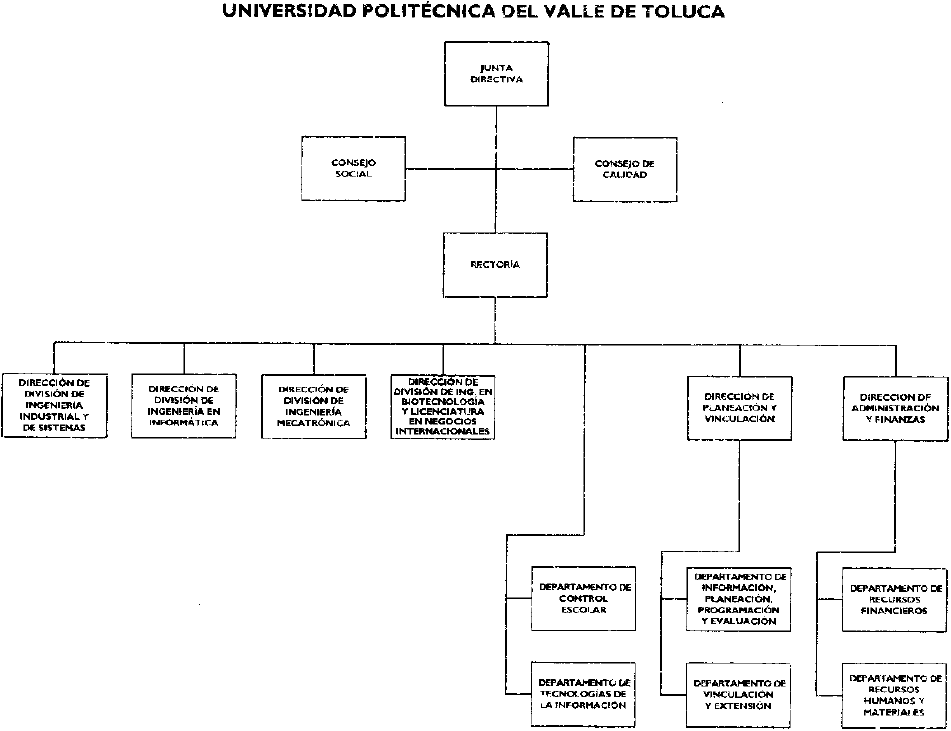 UNIVERSIDAD POLITÉCNICA DEL VALLE DE TOLUCA
JUNTA
DIRECTIVA
CONSEJO
SOCIAL
CONSEJO DE
CALIDAD
RECTORÍA
DIRECCIÓN DE
DIVISIÓN DE
INGENIERÍA
INDUSTRIAL Y
DE SISTEMAS
DIRECCIÓN DE
DIVISIÓN DE
INGENIERÍA EN
INFORMÁTICA
DIRECCIÓN DE
DIVISIÓN DE
INGENIERÍA
MECATRÓNICA
DIRECCIÓN DE
DIVISIÓN DE ING. EN
BIOTECNOLOGÍA
Y LICENCIATURA
EN NEGOCIOS
INTERNACIONALES
DIRECCIÓN DE
PLANEACIÓN Y
VINCULACIÓN
DIRECCIÓN DE
ADMINISTRACIÓN
Y FINANZAS
DEPARTAMENTO DE
CONTROL
ESCOLAR
DEPARTAMENTO DE
INFORMACIÓN,
PLANEACIÓN,
PROGRAMACIÓN
Y EVALUACIÓN
DEPARTAMENTO DE
RECURSOS
FINANCIEROS
DEPARTAMENTO DE
TECNOLOGÍAS DE
LA INFORMACIÓN
DEPARTAMENTO DE
VINCULACIÓN
Y EXTENSIÓN
DEPARTAMENTO DE
RECURSOS
HUMANOS Y
MATERIALES